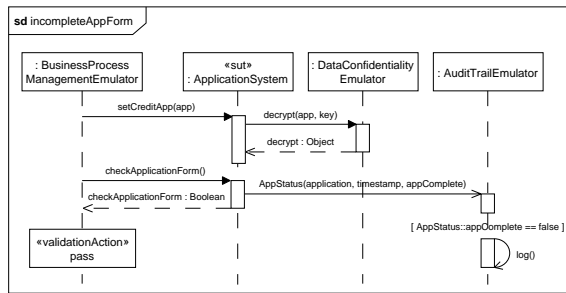 sd incompleteAppForm
: BusinessProcess
ManagementEmulator
«sut»
: ApplicationSystem
: DataConfidentiality
Emulator
: AuditTrailEmulator
setCreditApp(app)
decrypt(app, key)
decrypt : Object
checkApplicationForm()
AppStatus(application, timestamp, appComplete)
checkApplicationForm : Boolean
[ AppStatus::appComplete == false ]
«validationAction»
pass
log()